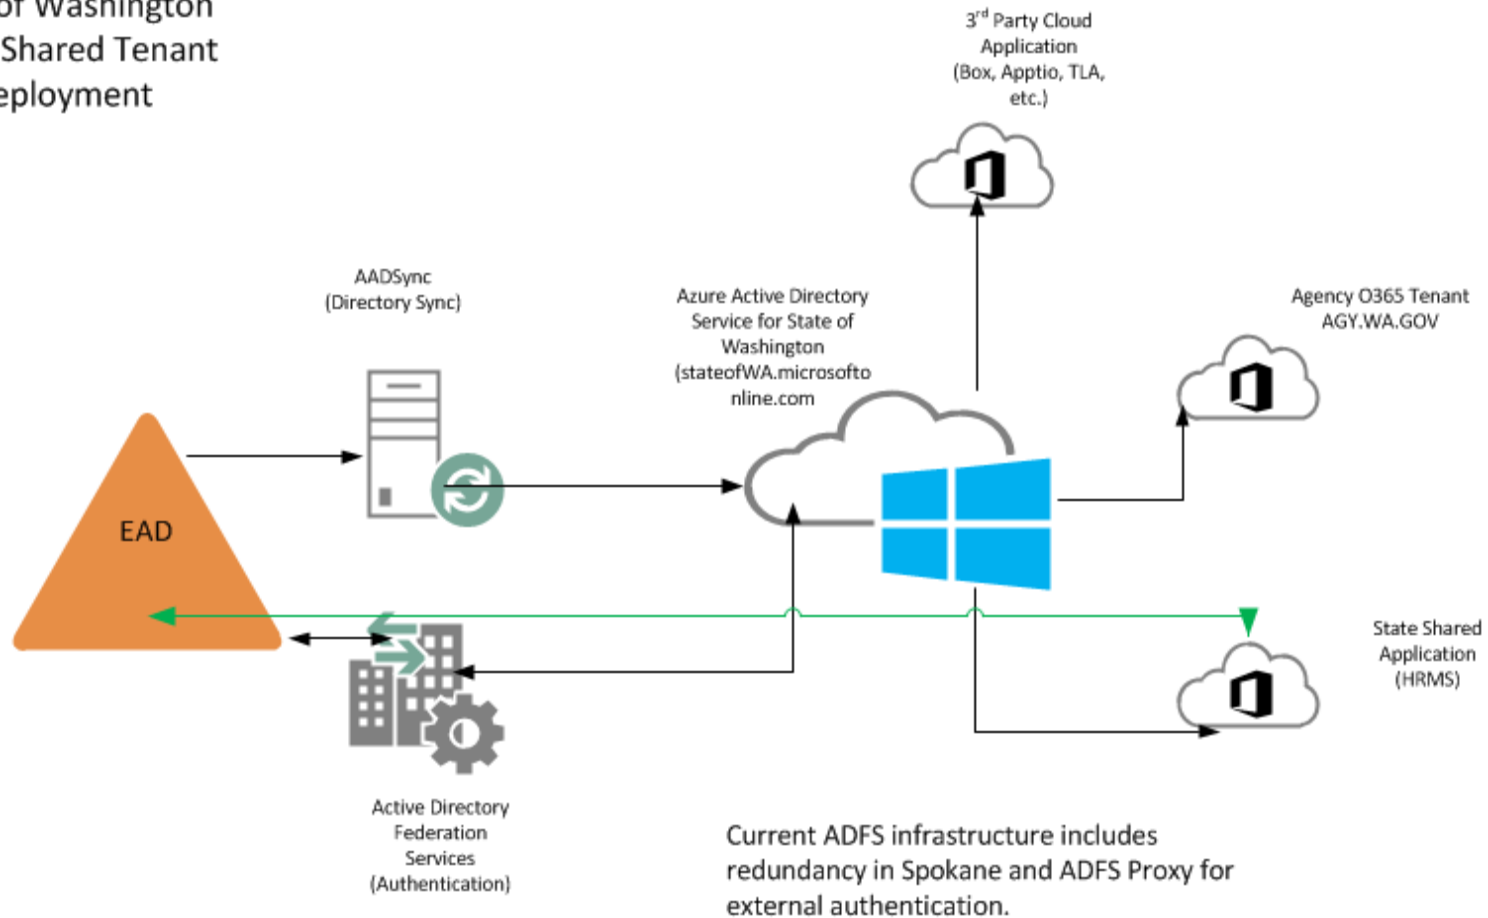 of Washington
Shared Tenant
eployment
3rd Party Cloud
Application
(Box, Apptio, TLA,
etc.)
AADSync
(Directory Sync)
Azure Active Directory
Service for State of
Washington
(stateofWA.microsofto
nline.com
Agency O365 Tenant
AGY.WA.GOV
EAD
State Shared
Application
(HRMS)
Active Directory
Federation
Services
(Authentication)
Current ADFS infrastructure includes
redundancy in Spokane and ADFS Proxy for
external authentication.